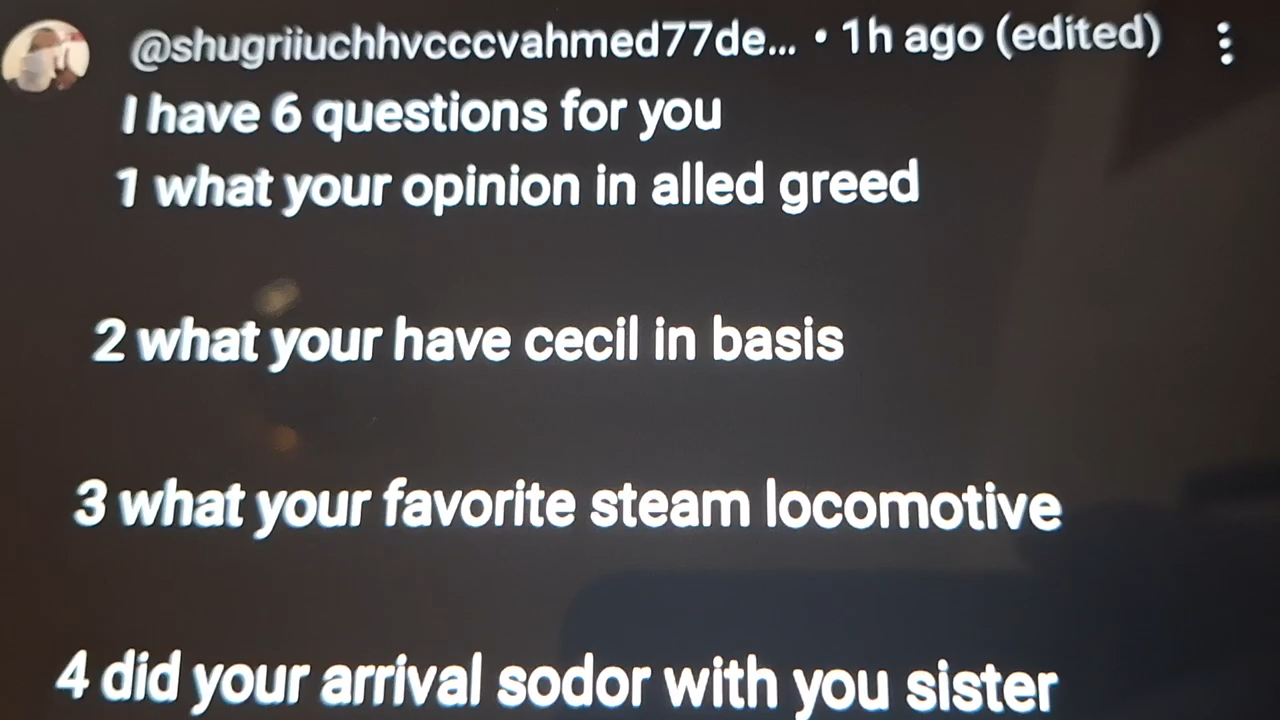 @shugriiuchhvcccvahmed77de... • 1h ago (edited)
I have 6 questions for you
1 what your opinion in alled greed
2 what your have cecil in basis
3 what your favorite steam locomotive
4 did your arrival sodor with you sister